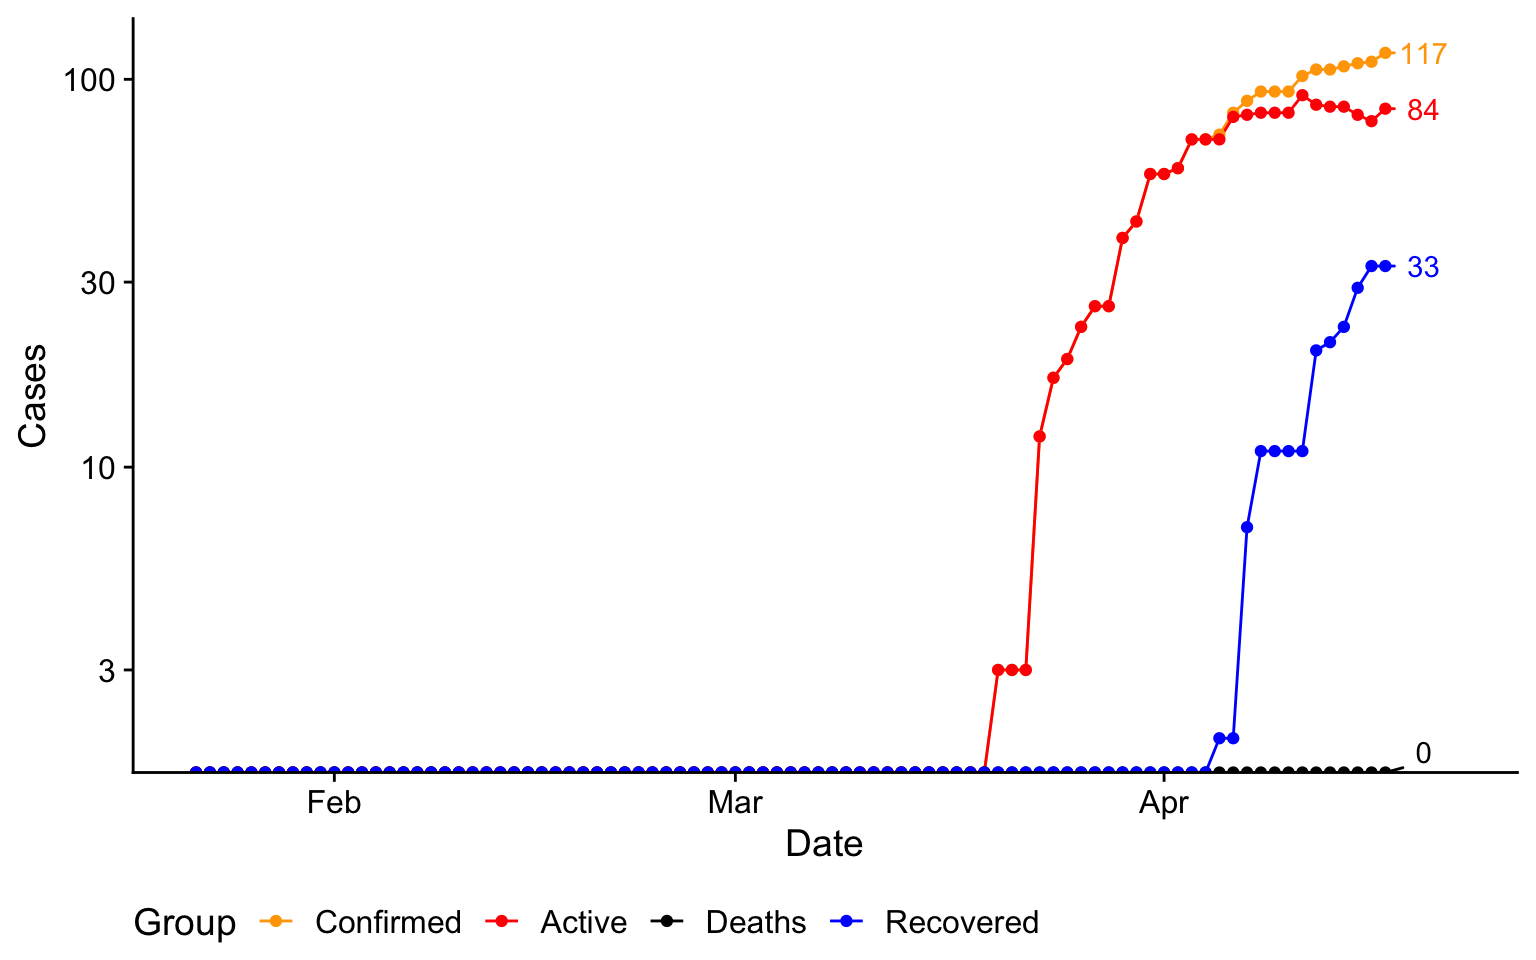 117
100
84
30
33
Cases
10
3
0
Feb Mar Apr
Date
Group Confirmed Active Deaths Recovered